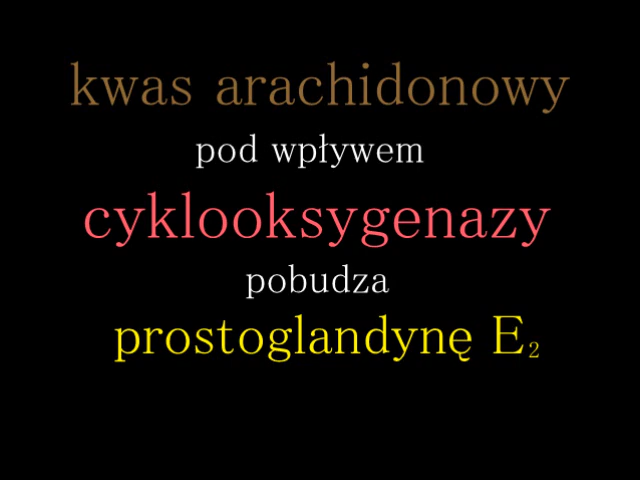 kwas arachidonowy
pod wpływem
cyklooksygenazy
pobudza
prostoglandynę E₂